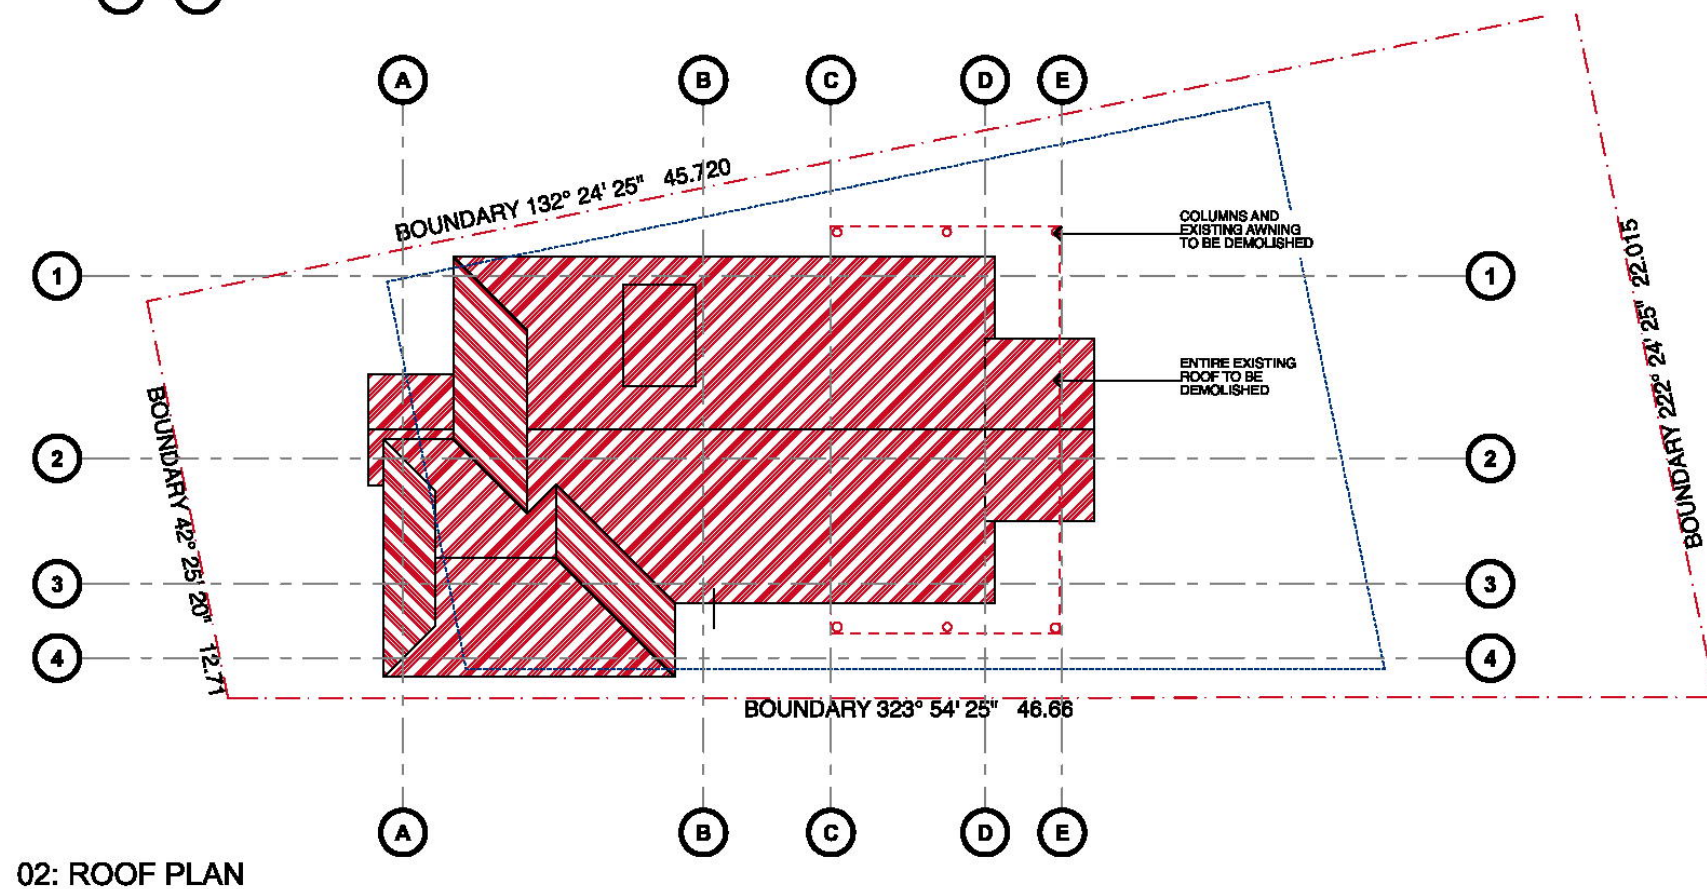 A B C D E
BOUNDARY 132° 24' 25" 45.720
COLUMNS AND
EXISTING AWNING
TO BE DEMOLISHED
1 1
BOUNDARY 222° 24' 25" 22.015
ENTIRE EXISTING
ROOF TO BE
DEMOLISHED
BOUNDARY 42° 25' 20" 12.71
2 2
3 3
4 4
BOUNDARY 323° 54' 25" 46.66
A B C D E
02: ROOF PLAN